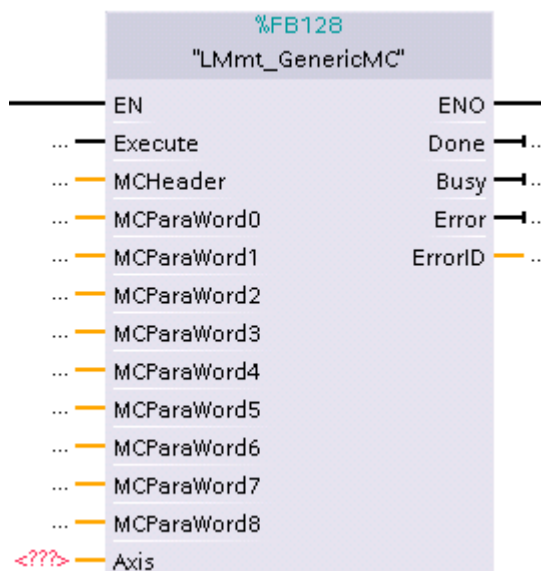 %FB128
"LMmt_GenericMC"
EN ENO
... Execute Done ...
... MCHeader Busy ...
... MCParaWord0 Error ...
... MCParaWord1 ErrorID ...
... MCParaWord2
... MCParaWord3
... MCParaWord4
... MCParaWord5
... MCParaWord6
... MCParaWord7
... MCParaWord8
<???> Axis